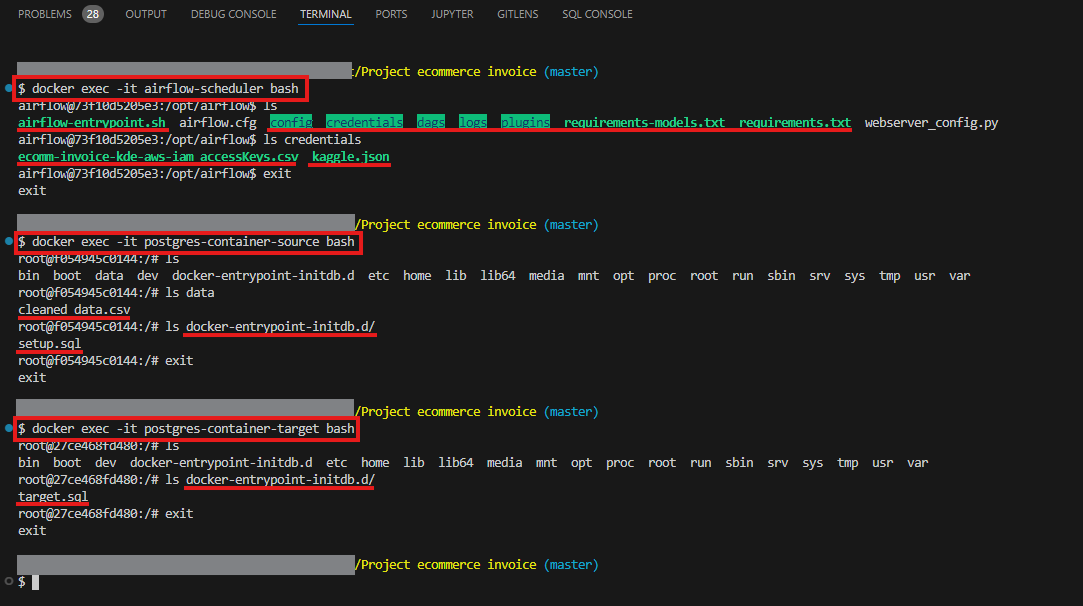 PROBLEMS 28 OUTPUT DEBUG CONSOLE TERMINAL PORTS JUPYTER GITLENS SQL CONSOLE
t/Project ecommerce invoice (master)
$ docker exec -it airflow-scheduler bash
airflow@73f10d5205e3:/opt/airflow$ ls
airflow-entrypoint.sh airflow.cfg config credentials dags logs plugins requirements-models.txt requirements.txt webserver_config.py
airflow@73f10d5205e3:/opt/airflow$ ls credentials
ecomm-invoice-kde-aws-iam_accessKeys.csv kaggle.json
airflow@73f10d5205e3:/opt/airflow$ exit
exit
/Project ecommerce invoice (master)
$ docker exec -it postgres-container-source bash
root@f054945c0144:/# ls
bin boot data dev docker-entrypoint-initdb.d etc home lib lib64 media mnt opt proc root run sbin srv sys tmp usr var
root@f054945c0144:/# ls data
cleaned_data.csv
root@f054945c0144:/# ls docker-entrypoint-initdb.d/
setup.sql
root@f054945c0144:/# exit
exit
/Project ecommerce invoice (master)
$ docker exec -it postgres-container-target bash
root@27ce468fd480:/# ls
bin boot dev docker-entrypoint-initdb.d etc home lib lib64 media mnt opt proc root run sbin srv sys tmp usr var
root@27ce468fd480:/# ls docker-entrypoint-initdb.d/
target.sql
root@27ce468fd480:/# exit
exit
/Project ecommerce invoice (master)
$